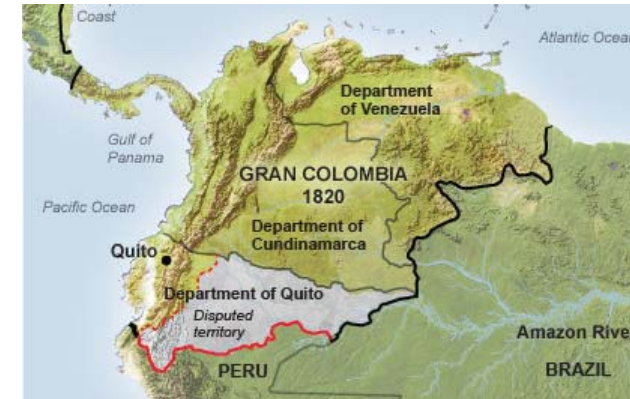 Coast
Atlantic Ocea
Department
of Venezuela
Gulf of
Panama
GRAN COLOMBIA
1820
Pacific Ocean
Department of
Cundinamarca
Quito
Department of Quito
Disputed
territory
Amazon Rive
PERU
BRAZIL